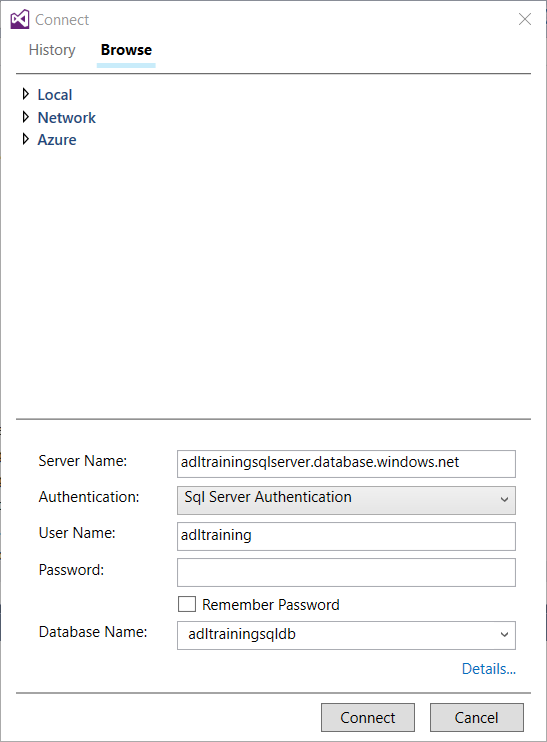 Connect
History Browse
Local
Network
Azure
Server Name: adltrainingsqlserver.database.windows.net
Authentication: Sql Server Authentication
User Name: adltraining
Password:
Remember Password
Database Name: adltrainingsqldb
Details...
Connect Cancel